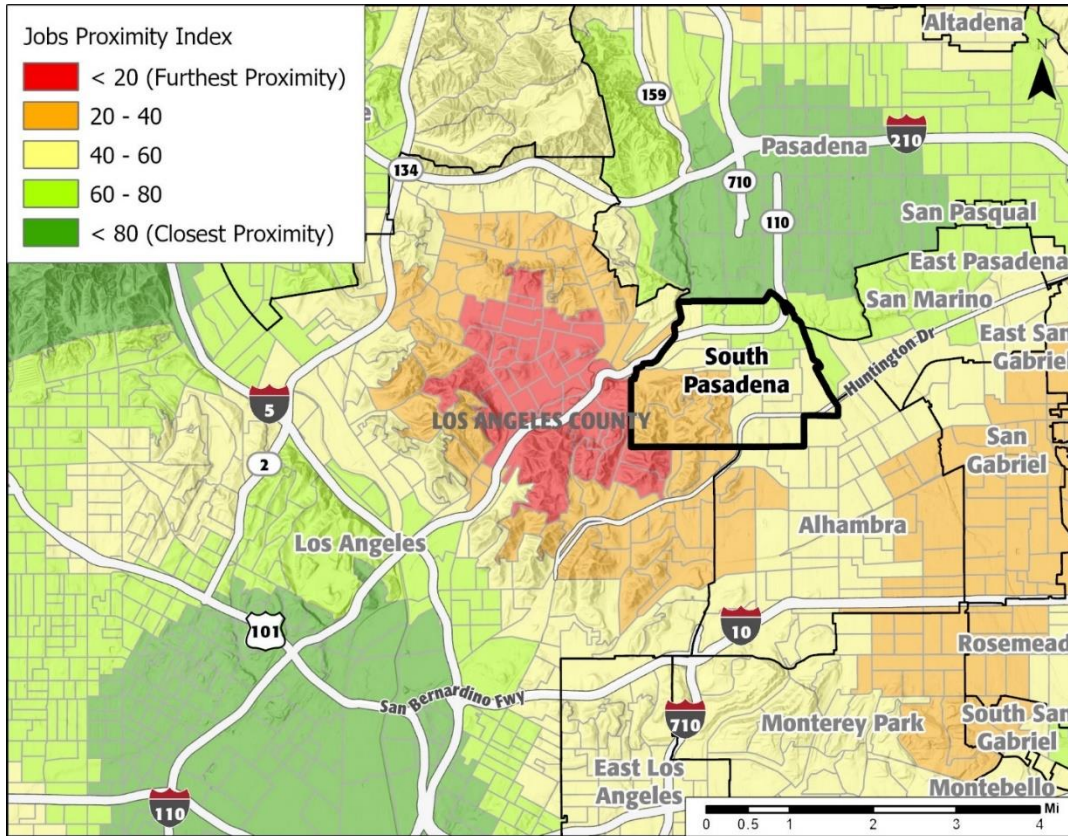 Jobs Proximity Index
< 20 (Furthest Proximity)
20 - 40
40 - 60
60 - 80
< 80 (Closest Proximity)
Altadena
N
159
210
Pasadena
134
710
110
San Pasqual
East Pasadena
San Marino
East San
Gabriel
Huntington Dr
South
Pasadena
LOS ANGELES COUNTY
5
2
San
Gabriel
Alhambra
Los Angeles
101
10
Rosemead
San Bernardino Fwy
710
Monterey Park
South San
Gabriel
East Los
Angeles
Montebello
110
Mi
0 0.5 1 2 3 4